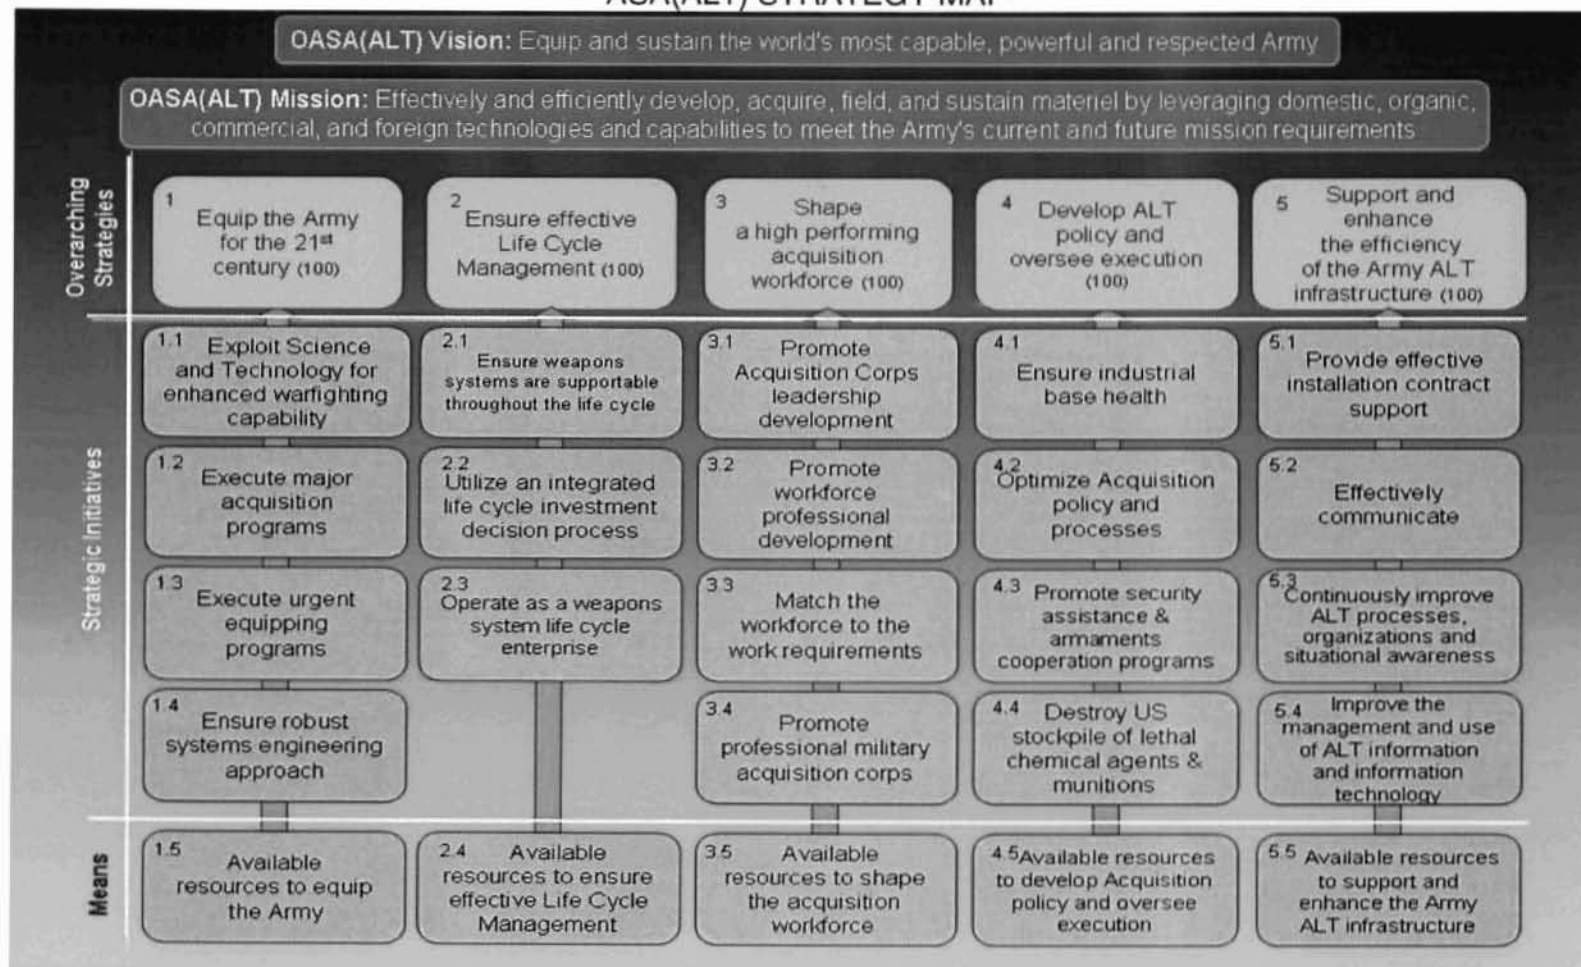 ASA(ALT) STRATEGY MAP
OASA(ALT) Vision: Equip and sustain the world's most capable, powerful and respected Army
OASA(ALT) Mission: Effectively and efficiently develop, acquire, field, and sustain materiel by leveraging domestic, organic,
commercial, and foreign technologies and capabilities to meet the Army's current and future mission requirements
Overarching
Strategies
1
Equip the Army
for the 21st
century (100)
2
Ensure effective
Life Cycle
Management (100)
3 Shape
a high performing
acquisition
workforce (100)
4 Develop ALT
policy and
oversee execution
(100)
5 Support and
enhance
the efficiency
of the Army ALT
infrastructure (100)
Strategic Initiatives
1.1 Exploit Science
and Technology for
enhanced warfighting
capability
2.1
Ensure weapons
systems are supportable
throughout the life cycle
3.1 Promote
Acquisition Corps
leadership
development
4.1
Ensure industrial
base health
5.1 Provide effective
installation contract
support
1.2
Execute major
acquisition
programs
2.2
Utilize an integrated
life cycle investment
decision process
3.2 Promote
workforce
professional
development
4.2
Optimize Acquisition
policy and
processes
5.2
Effectively
communicate
1.3
Execute urgent
equipping
programs
2.3
Operate as a weapons
system life cycle
enterprise
3.3 Match the
workforce to the
work requirements
4.3 Promote security
assistance &
armaments
cooperation programs
5.3
Continuously improve
ALT processes,
organizations and
situational awareness
1.4
Ensure robust
systems engineering
approach
3.4 Promote
professional military
acquisition corps
4.4 Destroy US
stockpile of lethal
chemical agents &
munitions
5.4 Improve the
management and use
of ALT information
and information
technology
Means
1.5
Available
resources to equip
the Army
2.4 Available
resources to ensure
effective Life Cycle
Management
3.5 Available
resources to shape
the acquisition
workforce
4.5 Available resources
to develop Acquisition
policy and oversee
execution
5.5 Available resources
to support and
enhance the Army
ALT infrastructure